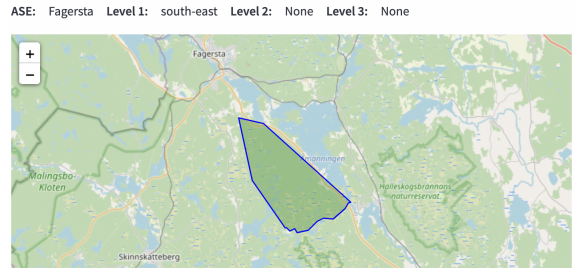 ASE: Fagersta Level 1: south-east Level 2: None Level 3: None
+
Fagersta
−
Malingsbo-
Kloten
Hälleskogsbrännans
naturreservat
Skinnskatteberg